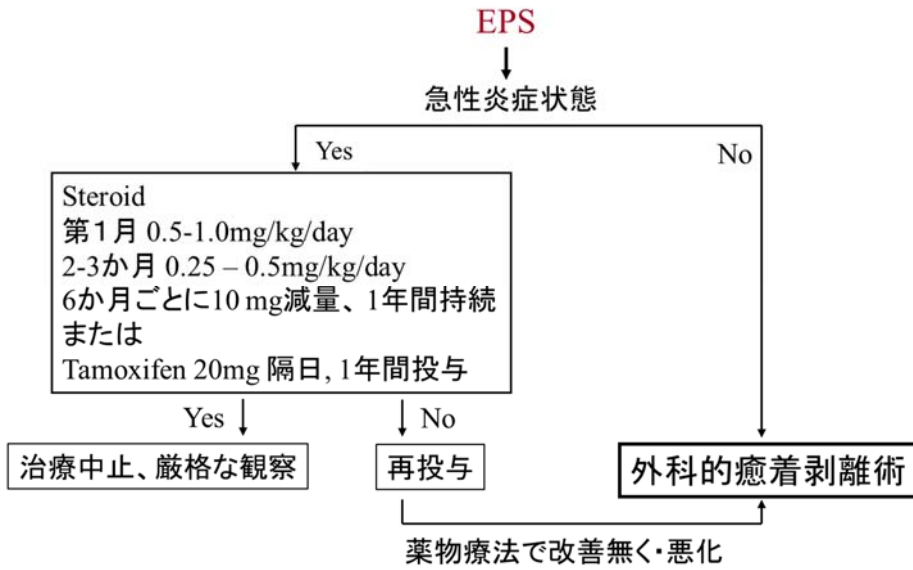 EPS
急性炎症状態
Yes
No
Steroid
第１月 0.5-1.0mg/kg/day
2-3か月 0.25 – 0.5mg/kg/day
6か月ごとに10 mg減量、1年間持続
または
Tamoxifen 20mg 隔日, 1年間投与
Yes
No
治療中止、厳格な観察
再投与
外科的癒着剥離術
薬物療法で改善無く・悪化